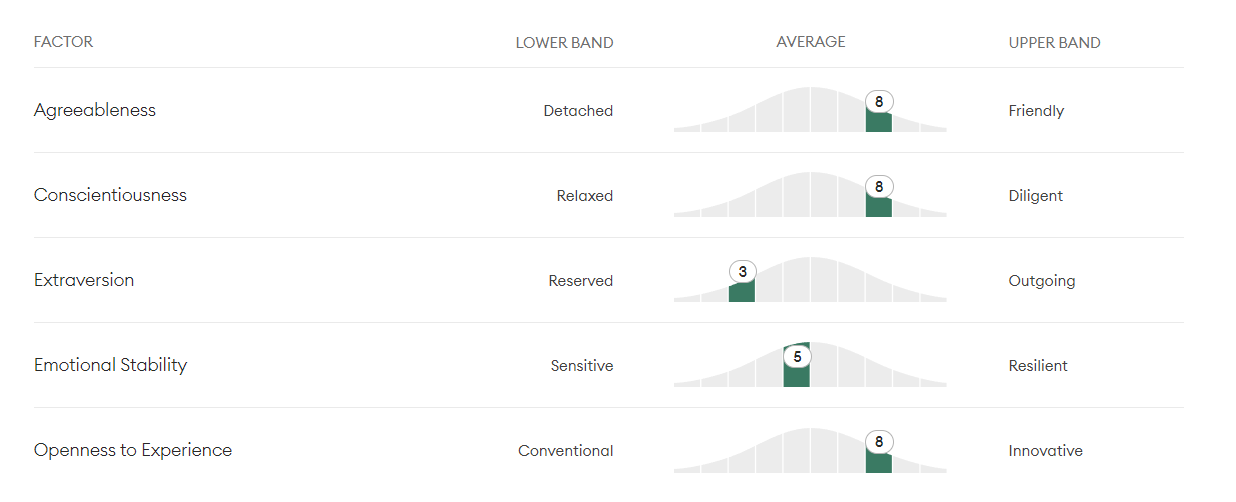 FACTOR LOWER BAND AVERAGE UPPER BAND
Agreeableness Detached 8 Friendly
Conscientiousness Relaxed 8 Diligent
Extraversion Reserved 3 Outgoing
Emotional Stability Sensitive 5 Resilient
Openness to Experience Conventional 8 Innovative